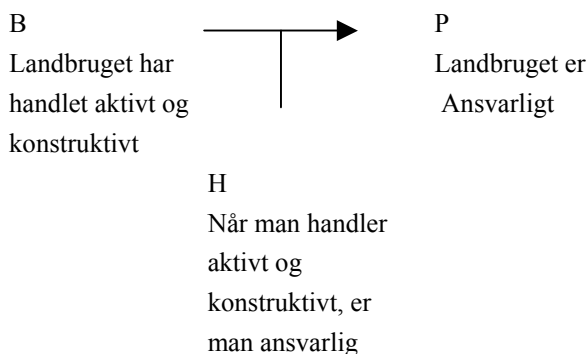 B
Landbruget har
handlet aktivt og
konstruktivt
P
Landbruget er
Ansvarligt
H
Når man handler
aktivt og
konstruktivt, er
man ansvarlig